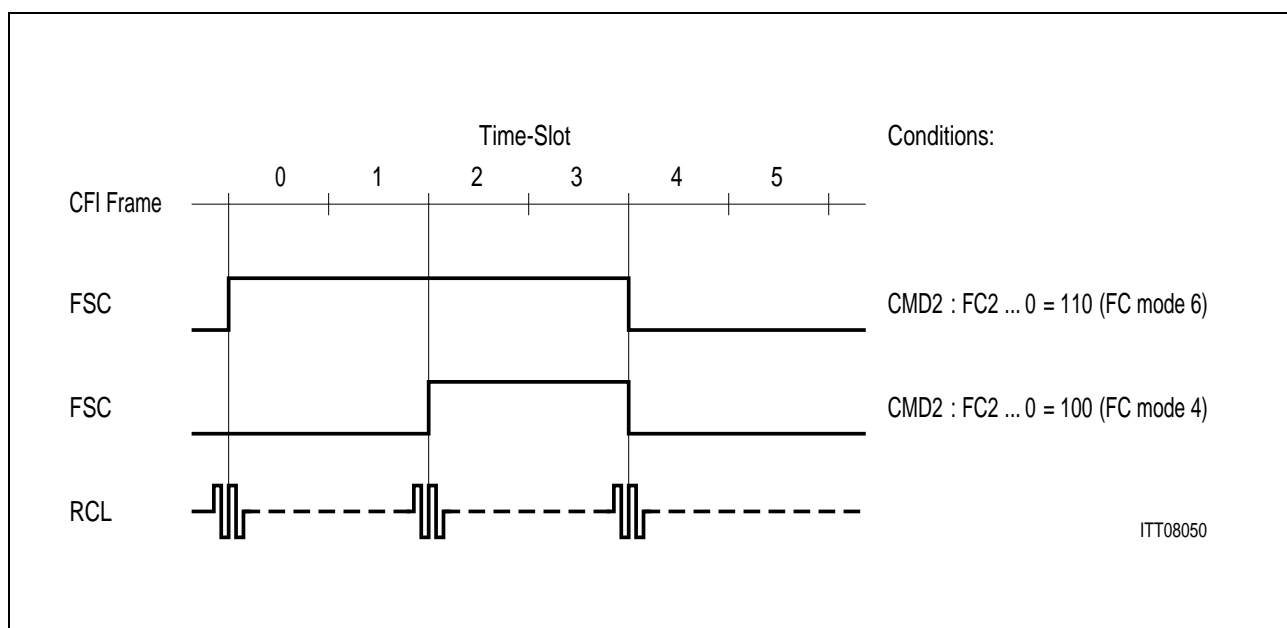 Time-Slot Conditions:
0 1 2 3 4 5
CFI Frame
FSC CMD2 : FC2 ... 0 = 110 (FC mode 6)
FSC CMD2 : FC2 ... 0 = 100 (FC mode 4)
RCL
ITT08050